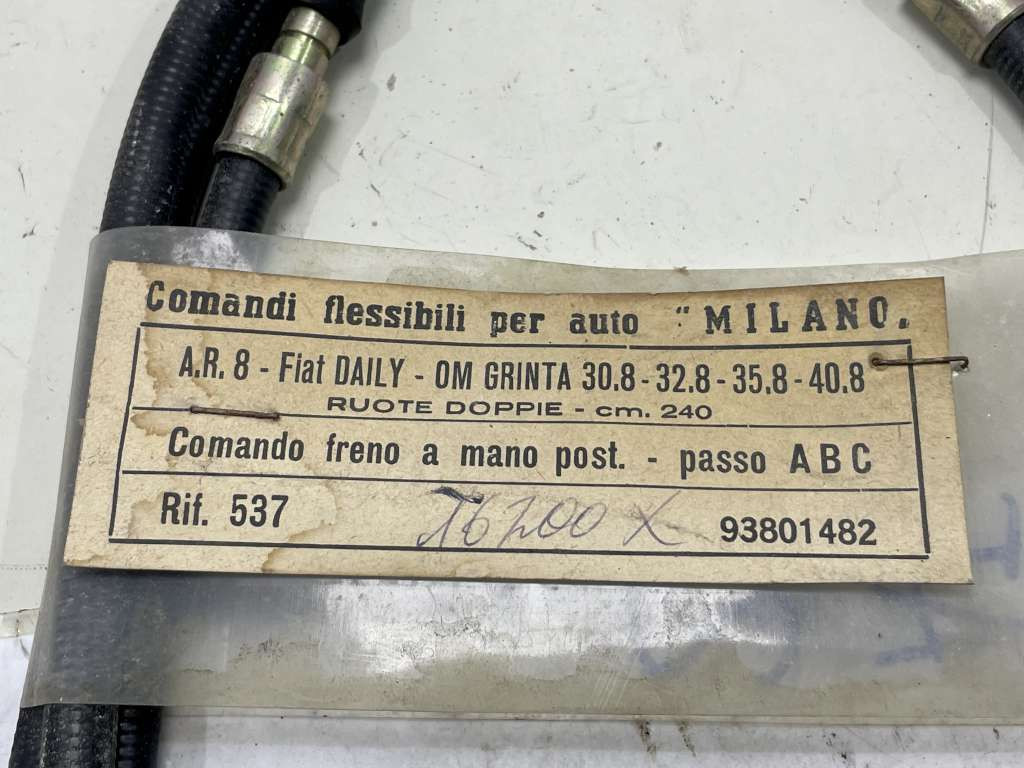 Comandi flessibili per auto "MILANO„
A.R. 8 - Fiat DAILY - OM GRINTA 30.8 - 32.8 - 35.8 - 40.8
RUOTE DOPPIE - cm. 240
Comando freno a mano post. - passo ABC
Rif. 537 16200 X 93801482